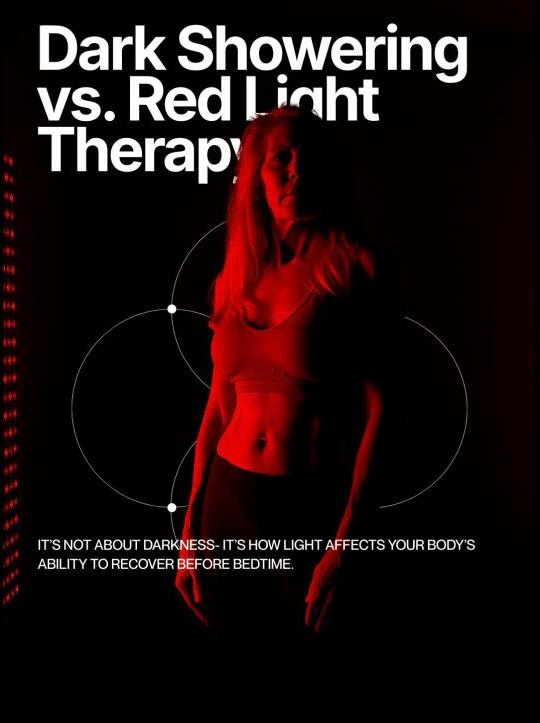 Dark Showering
vs. Red Light
Therapy
IT'S NOT ABOUT DARKNESS- IT'S HOW LIGHT AFFECTS YOUR BODY'S
ABILITY TO RECOVER BEFORE BEDTIME.